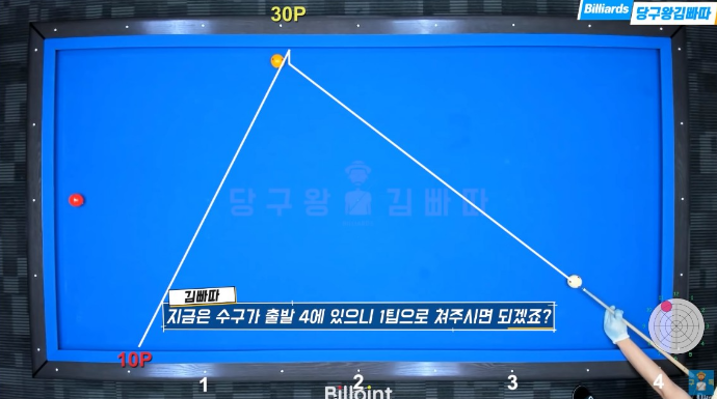 30P
Billiards 당구왕김빠따
당구왕 김빠따
김빠따
지금은 수구가 출발 4에 있으니 1팁으로 쳐주시면 되겠죠?
10P
1 2 3 4
Billpoint